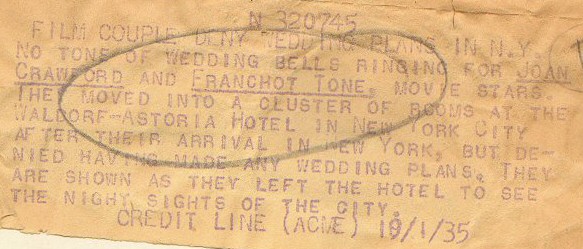 N 320745
FILM COUPLE DENY WEDDING PLANS IN N.Y.
NO TONS OF WEDDING BELLS RINGING FOR JOAN
CRAWFORD AND FRANCHOT TONE, MOVIE STARS.
THEY MOVED INTO A CLUSTER OF ROOMS AT THE
WALDORF-ASTORIA HOTEL IN NEW YORK CITY
AFTER THEIR ARRIVAL IN NEW YORK, BUT DE-
NIED HAVING MADE ANY WEDDING PLANS. THEY
ARE SHOWN AS THEY LEFT THE HOTEL TO SEE
THE NIGHT SIGHTS OF THE CITY.
CREDIT LINE (ACME) 10/1/35